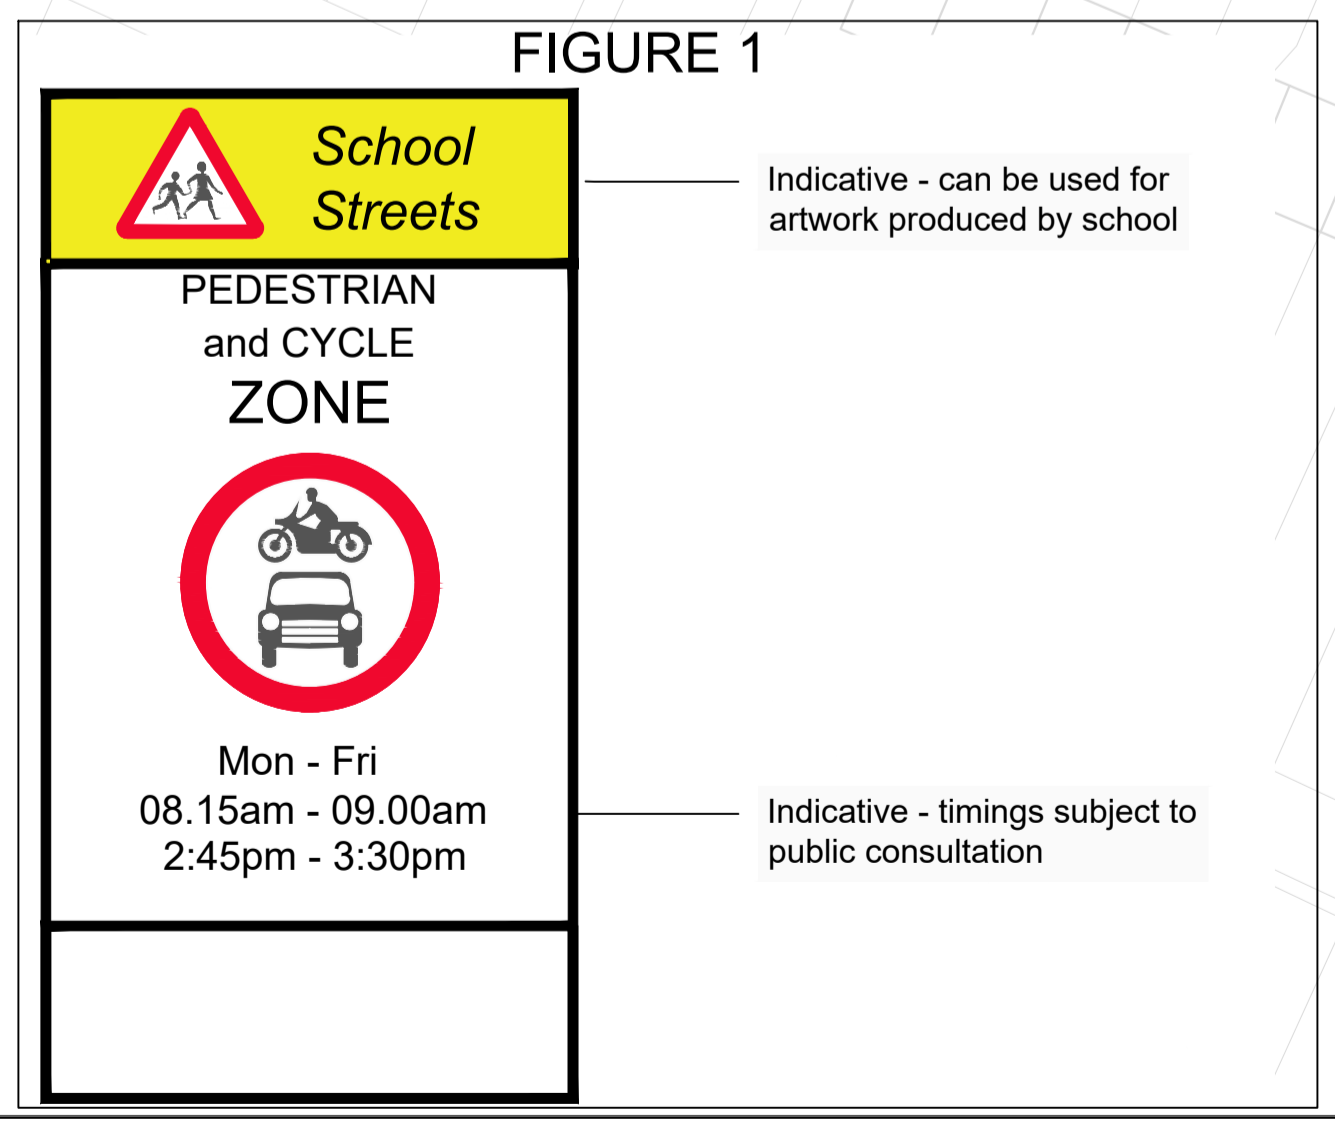 FIGURE 1
School
Streets
Indicative - can be used for
artwork produced by school
PEDESTRIAN
and CYCLE
ZONE
Mon - Fri
08.15am - 09.00am
2:45pm - 3:30pm
Indicative - timings subject to
public consultation